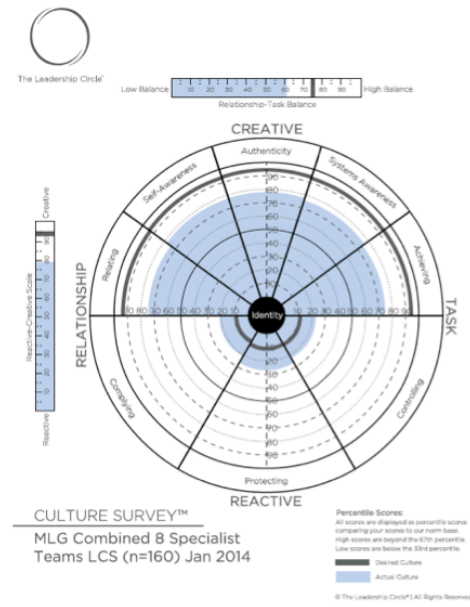 The Leadership Circle®
Low Balance 10 20 30 40 50 60 70 80 90 High Balance
Relationship-Task Balance
CREATIVE
Authenticity
Self-Awareness
Systems Awareness
Relating
Achieving
Creative
Reactive-Creative Scale
Reactive
RELATIONSHIP
TASK
Identity
Complying
Controlling
Protecting
REACTIVE
CULTURE SURVEY™
MLG Combined 8 Specialist
Teams LCS (n=160) Jan 2014
Percentile Scores:
All scores are displayed as percentile scores
comparing your scores to our norm base.
High scores are beyond the 67th percentile.
Low scores are below the 33rd percentile.
Desired Culture
Actual Culture
© The Leadership Circle® | All Rights Reserved